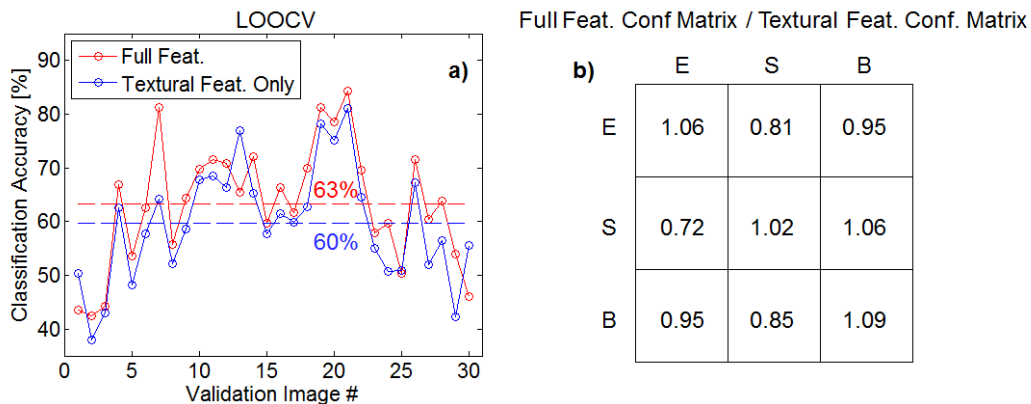 LOOCV
Full Feat.
Textural Feat. Only
a)
Classification Accuracy [%]
90
80
70
60
50
40
63%
60%
0 5 10 15 20 25 30
Validation Image #
Full Feat. Conf Matrix / Textural Feat. Conf. Matrix
b)
E S B
E 1.06 0.81 0.95
S 0.72 1.02 1.06
B 0.95 0.85 1.09